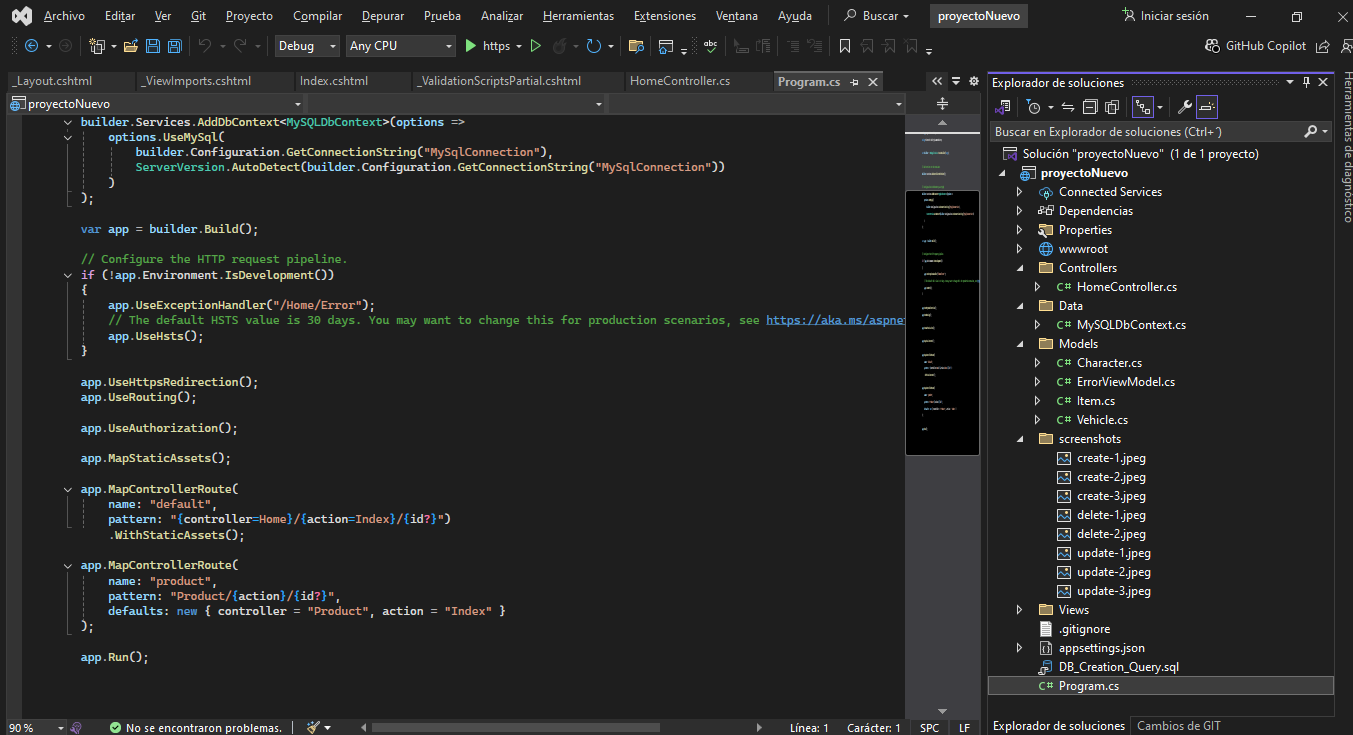 Archivo Editar Ver Git Proyecto Compilar Depurar Prueba Analizar Herramientas Extensiones Ventana Ayuda Buscar proyectoNuevo Iniciar sesión
Debug Any CPU https GitHub Copilot
_Layout.cshtml _ViewImports.cshtml Index.cshtml _ValidationScriptsPartial.cshtml HomeController.cs Program.cs
proyectoNuevo
builder.Services.AddDbContext<MySQLDbContext>(options =>
options.UseMySql(
builder.Configuration.GetConnectionString("MySqlConnection"),
ServerVersion.AutoDetect(builder.Configuration.GetConnectionString("MySqlConnection"))
)
);
var app = builder.Build();
// Configure the HTTP request pipeline.
if (!app.Environment.IsDevelopment())
{
app.UseExceptionHandler("/Home/Error");
// The default HSTS value is 30 days. You may want to change this for production scenarios, see https://aka.ms/aspne
app.UseHsts();
}
app.UseHttpsRedirection();
app.UseRouting();
app.UseAuthorization();
app.MapStaticAssets();
app.MapControllerRoute(
name: "default",
pattern: "{controller=Home}/{action=Index}/{id?}")
.WithStaticAssets();
app.MapControllerRoute(
name: "product",
pattern: "Product/{action}/{id?}",
defaults: new { controller = "Product", action = "Index" }
);
app.Run();
90 % No se encontraron problemas. Línea: 1 Carácter: 1 SPC LF
Explorador de soluciones
Buscar en Explorador de soluciones (Ctrl+´)
Solución "proyectoNuevo" (1 de 1 proyecto)
proyectoNuevo
Connected Services
Dependencias
Properties
wwwroot
Controllers
C# HomeController.cs
Data
C# MySQLDbContext.cs
Models
C# Character.cs
C# ErrorViewModel.cs
C# Item.cs
C# Vehicle.cs
screenshots
create-1.jpeg
create-2.jpeg
create-3.jpeg
delete-1.jpeg
delete-2.jpeg
update-1.jpeg
update-2.jpeg
update-3.jpeg
Views
.gitignore
appsettings.json
DB_Creation_Query.sql
C# Program.cs
Explorador de soluciones Cambios de GIT
Herramientas de diagnóstico